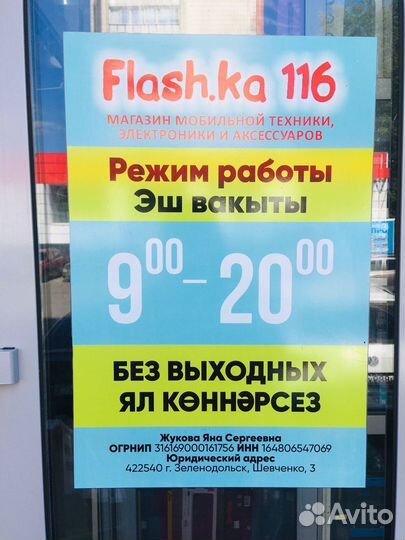 Flash.ka 116
МАГАЗИН МОБИЛЬНОЙ ТЕХНИКИ,
ЭЛЕКТРОНИКИ И АКСЕССУАРОВ
Режим работы
Эш вакыты
9⁰⁰ – 20⁰⁰
БЕЗ ВЫХОДНЫХ
ЯЛ КӨННӘРСЕЗ
Жукова Яна Сергеевна
ОГРНИП 316169000161756 ИНН 164806547069
Юридический адрес
422540 г. Зеленодольск, Шевченко, 3
Avito